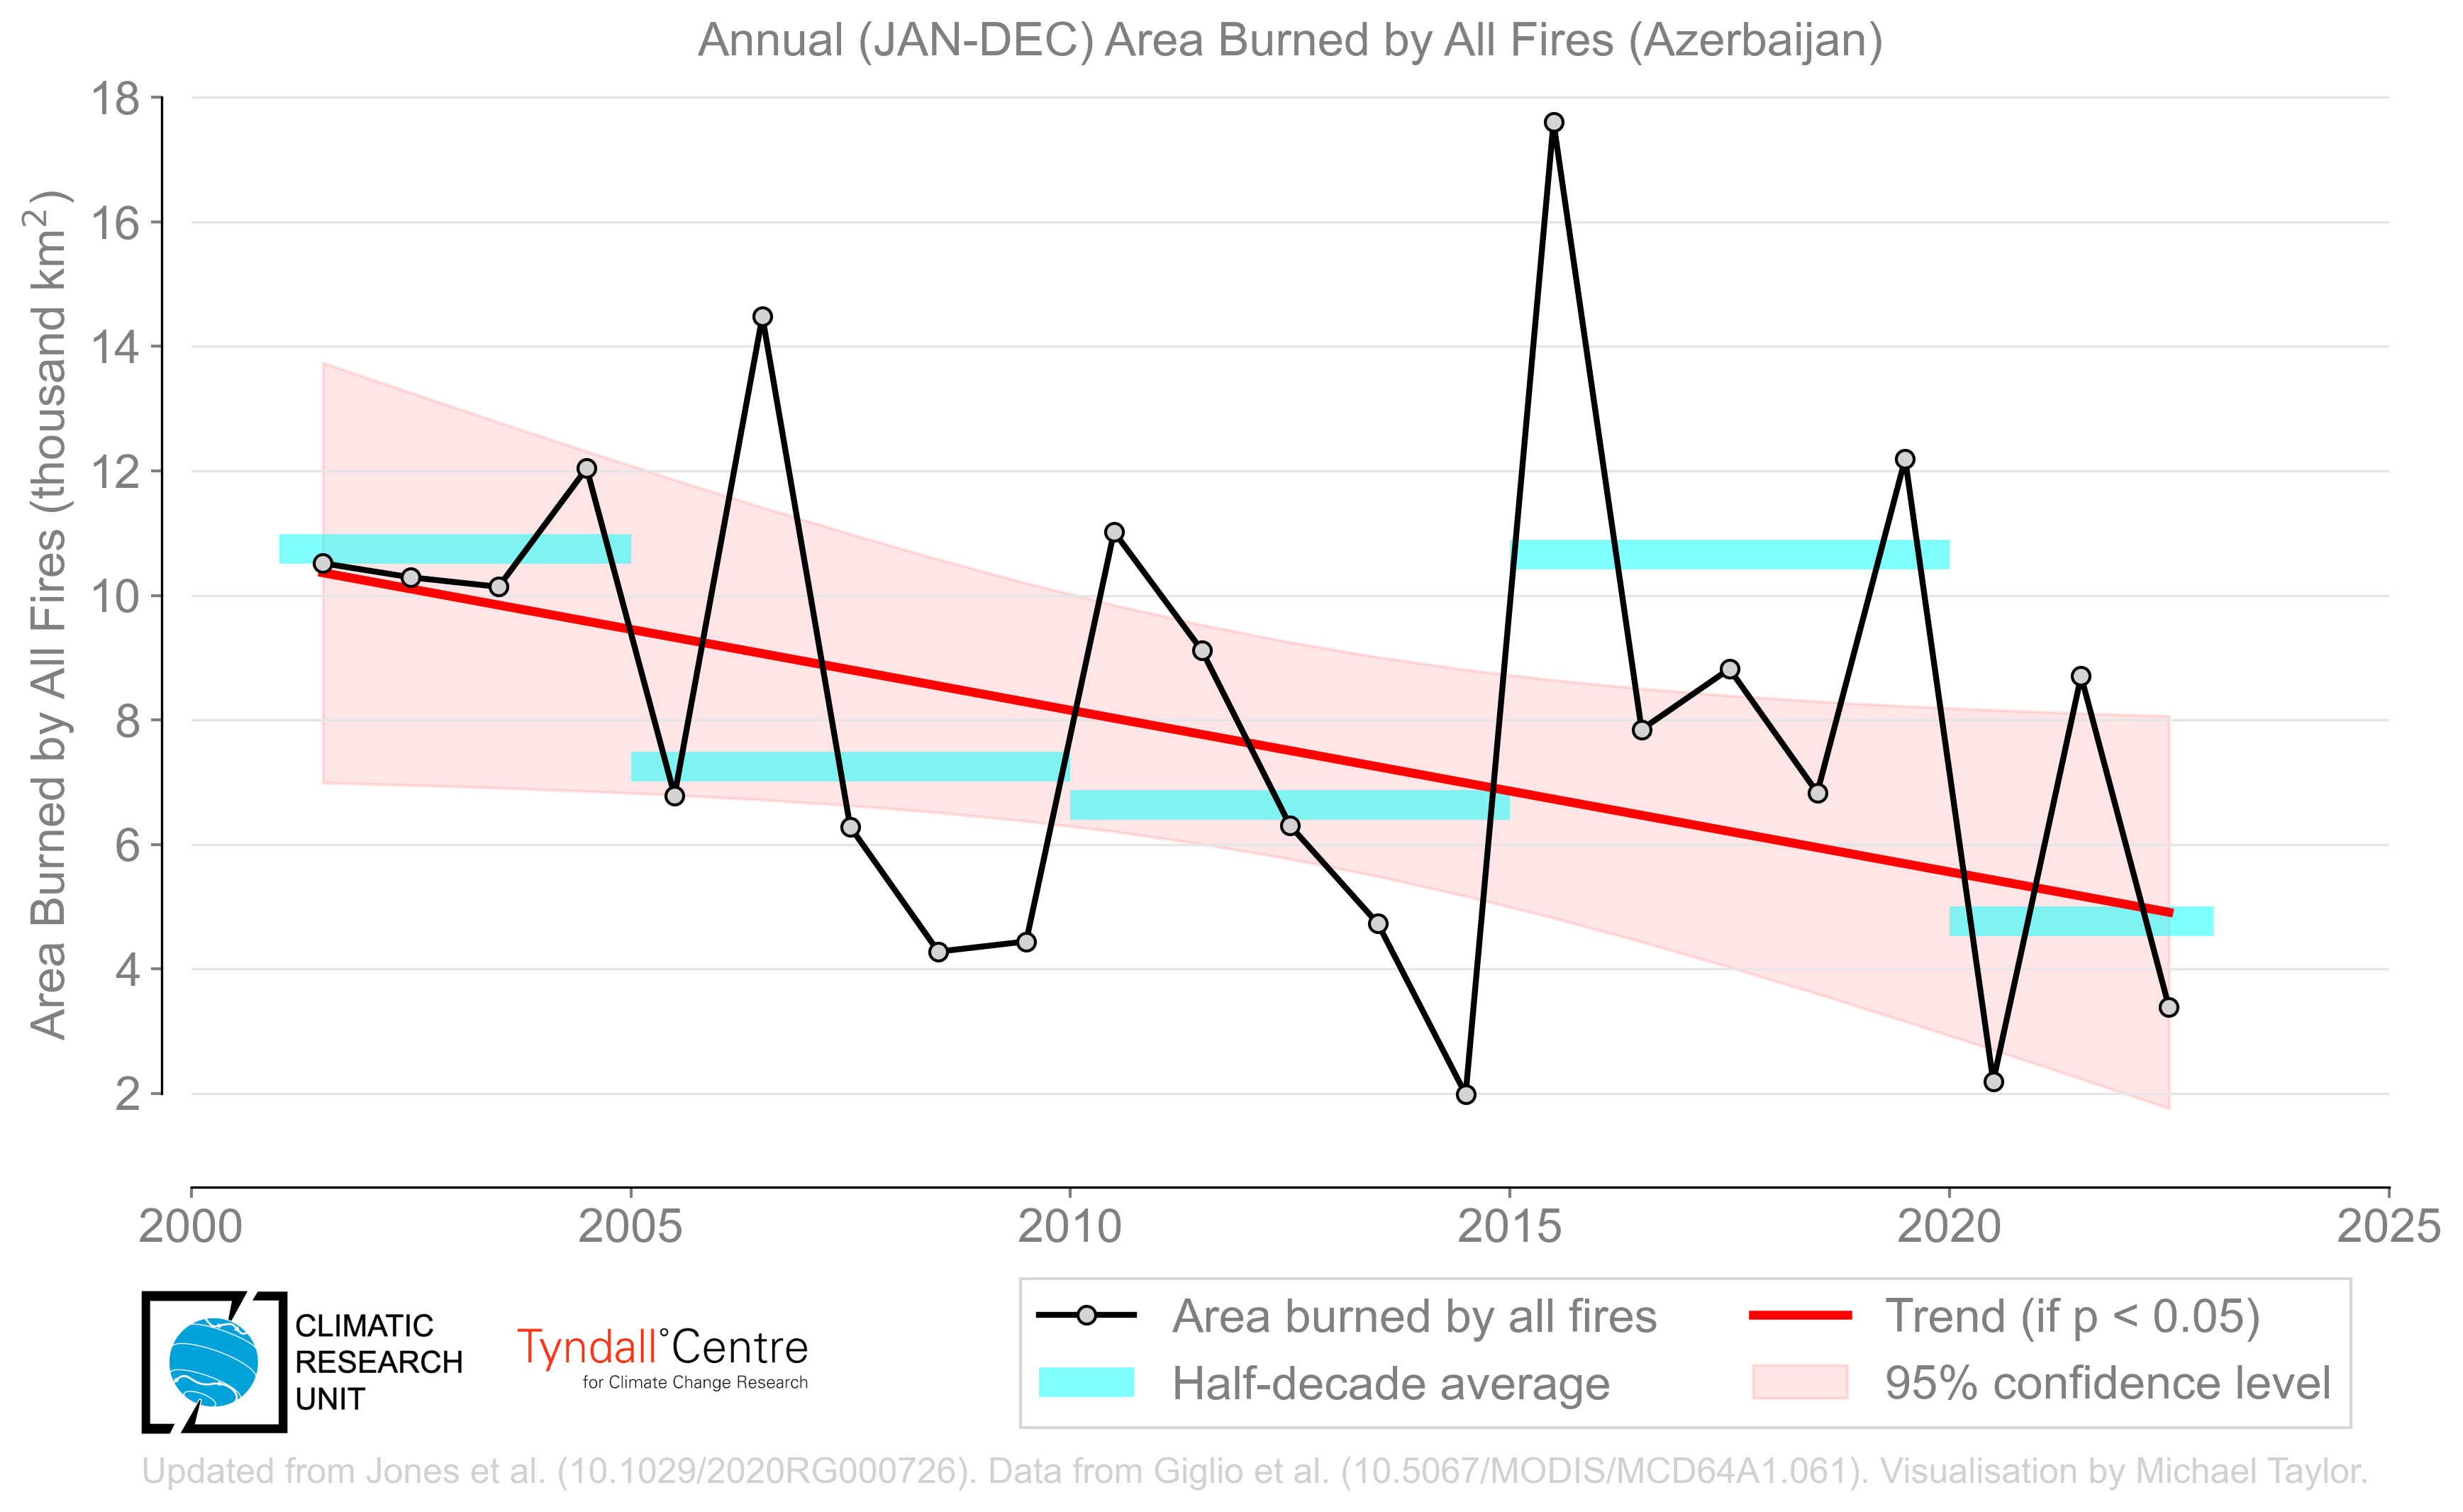 Annual (JAN-DEC) Area Burned by All Fires (Azerbaijan)
Area Burned by All Fires (thousand km²)
18
16
14
12
10
8
6
4
2
2000 2005 2010 2015 2020 2025
Area burned by all fires Trend (if p < 0.05)
Half-decade average 95% confidence level
CLIMATIC
RESEARCH
UNIT
Tyndall°Centre
for Climate Change Research
Updated from Jones et al. (10.1029/2020RG000726). Data from Giglio et al. (10.5067/MODIS/MCD64A1.061). Visualisation by Michael Taylor.